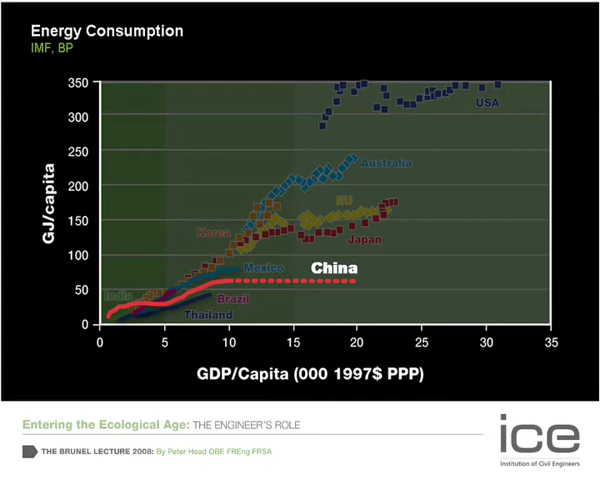 Energy Consumption
IMF, BP
350
300
250
200
150
100
50
0
GJ/capita
USA
Australia
EU
Korea
Japan
Mexico
China
India
Brazil
Thailand
0 5 10 15 20 25 30 35
GDP/Capita (000 1997$ PPP)
Entering the Ecological Age: THE ENGINEER'S ROLE
THE BRUNEL LECTURE 2008: By Peter Head OBE FREng FRSA
ice
Institution of Civil Engineers